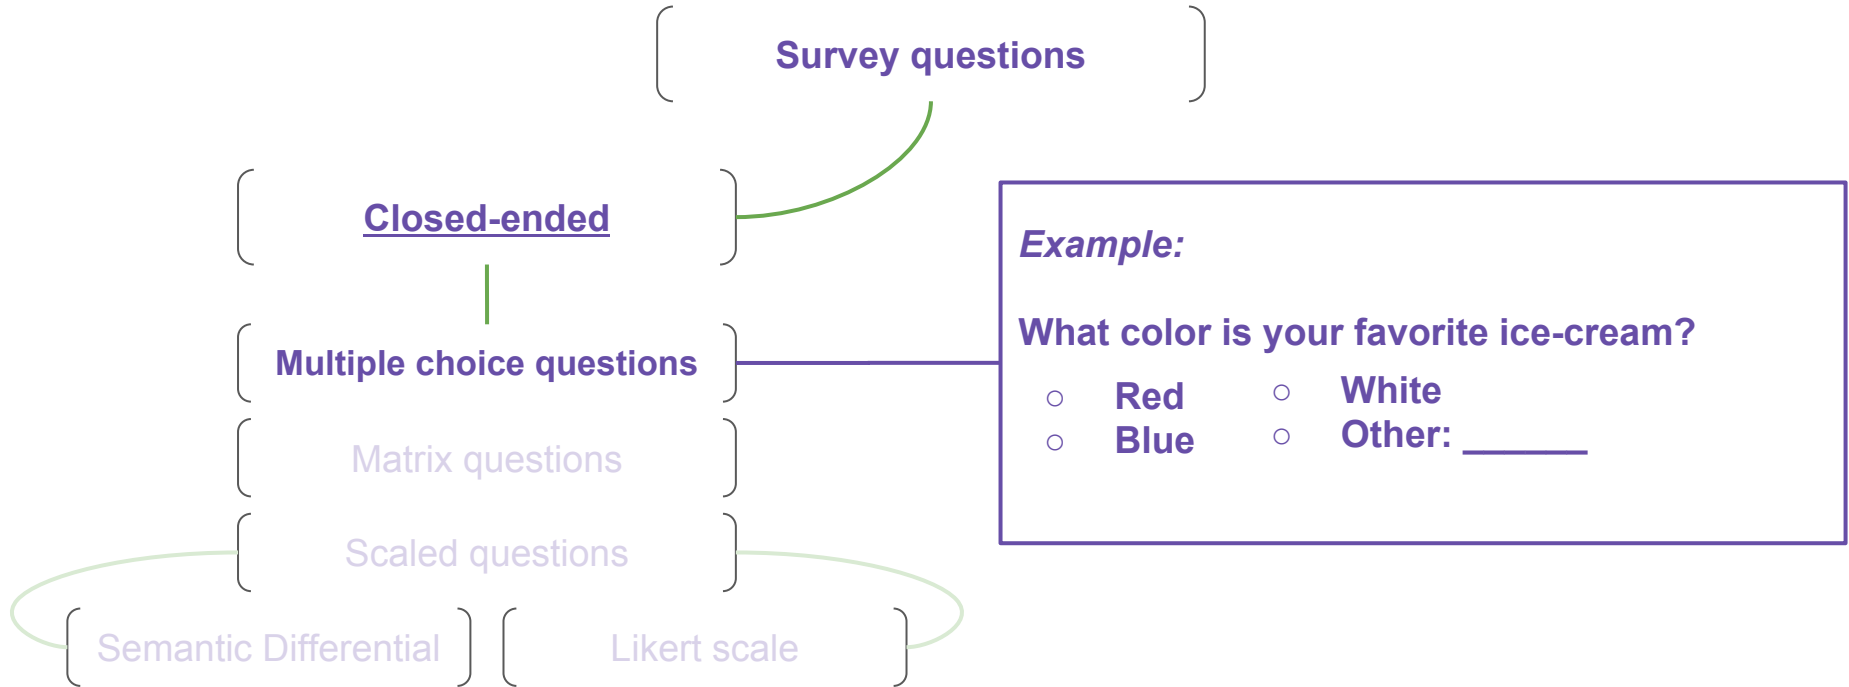 Survey questions
Closed-ended
Multiple choice questions
Matrix questions
Scaled questions
Semantic Differential
Likert scale
Example:
What color is your favorite ice-cream?
○ Red
○ Blue
○ White
○ Other: ______